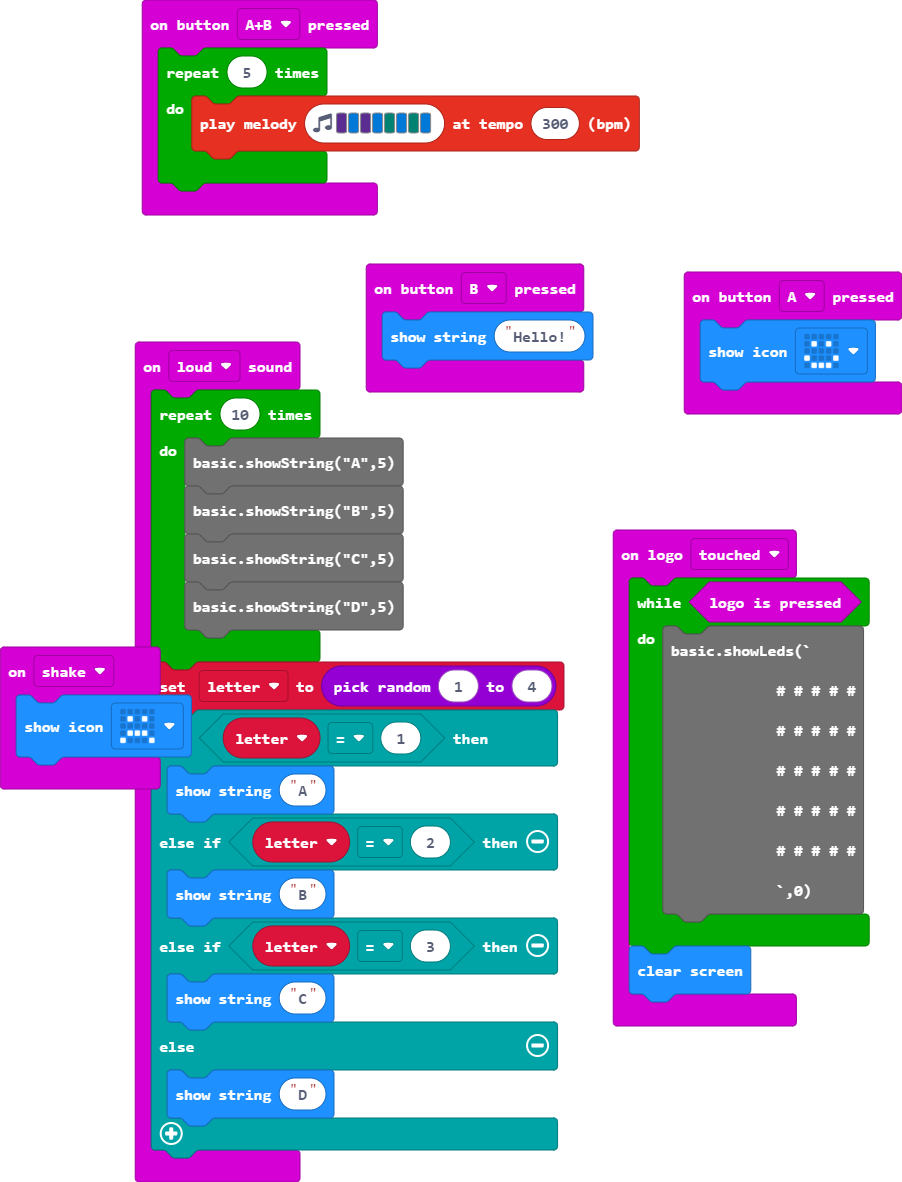 on button A+B pressed
repeat 5 times
do
play melody at tempo 300 (bpm)
on button B pressed
show string "Hello!"
on button A pressed
show icon
on loud sound
repeat 10 times
do
basic.showString("A",5)
basic.showString("B",5)
basic.showString("C",5)
basic.showString("D",5)
set letter to pick random 1 to 4
letter = 1 then
show string "A"
else if letter = 2 then
show string "B"
else if letter = 3 then
show string "C"
else
show string "D"
on shake
show icon
on logo touched
while logo is pressed
do
basic.showLeds(`
# # # # #
# # # # #
# # # # #
# # # # #
# # # # #
`,0)
clear screen